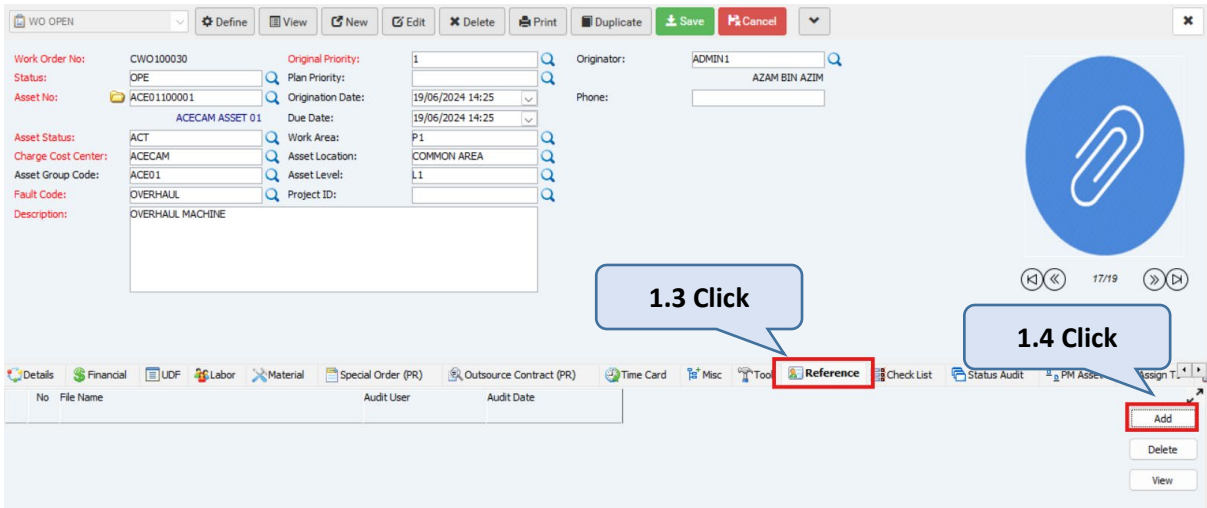 WO OPEN Define View New Edit Delete Print Duplicate Save Cancel
Work Order No: CWO100030 Original Priority: 1 Originator: ADMIN1
Status: OPE Plan Priority: AZAM BIN AZIM
Asset No: ACE01100001 Origination Date: 19/06/2024 14:25 Phone:
ACECAM ASSET 01 Due Date: 19/06/2024 14:25
Asset Status: ACT Work Area: P1
Charge Cost Center: ACECAM Asset Location: COMMON AREA
Asset Group Code: ACE01 Asset Level: L1
Fault Code: OVERHAUL Project ID:
Description: OVERHAUL MACHINE
17/19
1.3 Click
1.4 Click
Details Financial UDF Labor Material Special Order (PR) Outsource Contract (PR) Time Card Misc Tool Reference Check List Status Audit PM Asset Assign
No File Name Audit User Audit Date
Add
Delete
View